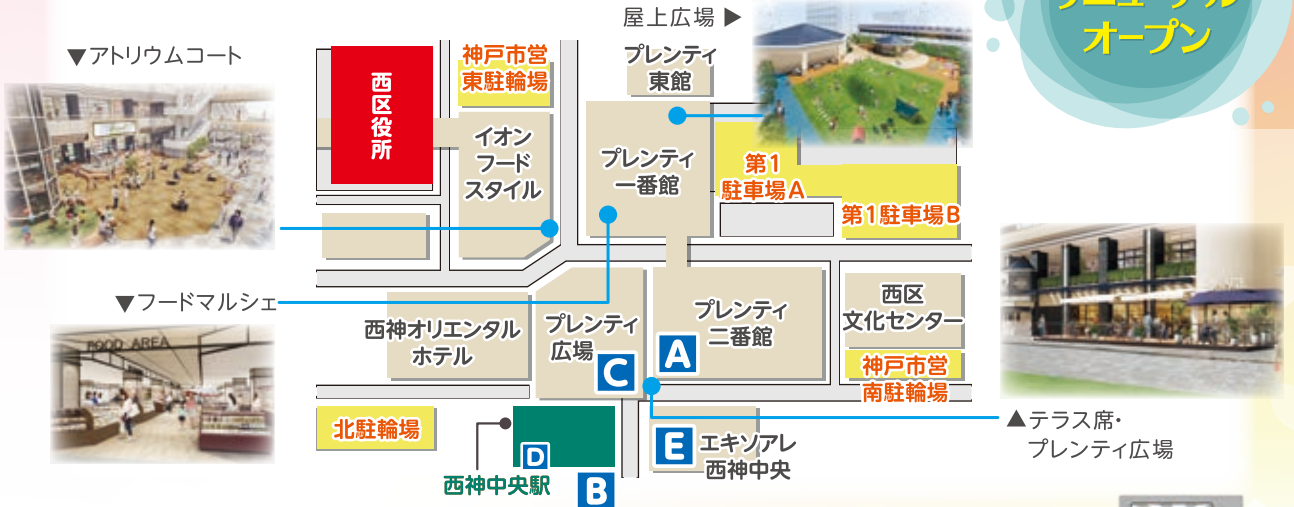 屋上広場▶
リニューアル
オープン
▼アトリウムコート
西区役所
神戸市営
東駐輪場
プレンティ
東館
イオン
フード
スタイル
プレンティ
一番館
第1
駐車場A
第1駐車場B
▼フードマルシェ
FOOD AREA
西神オリエンタル
ホテル
プレンティ
広場
C
A
プレンティ
二番館
西区
文化センター
神戸市営
南駐輪場
北駐輪場
D
西神中央駅
B
E
エキソアレ
西神中央
▲テラス席・
プレンティ広場